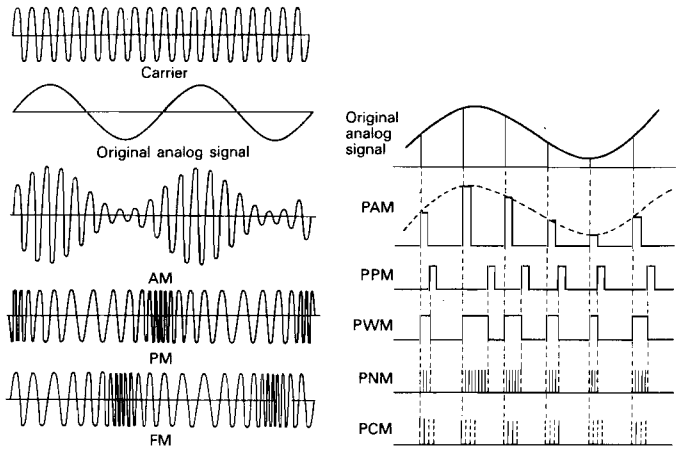 Carrier
Original analog signal
AM
PM
FM
Original
analog
signal
PAM
PPM
PWM
PNM
PCM